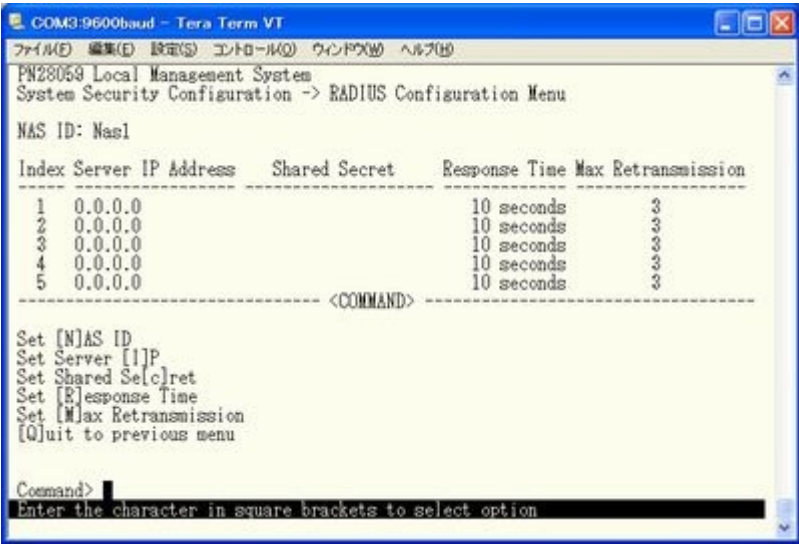 COM3:9600baud - Tera Term VT
ファイル(F) 編集(E) 設定(S) コントロール(O) ウィンドウ(W) ヘルプ(H)
PN28059 Local Management System
System Security Configuration -> RADIUS Configuration Menu
NAS ID: Nas1
Index Server IP Address Shared Secret Response Time Max Retransmission
----- ----------------- -------------------- ------------- ------------------
1 0.0.0.0 10 seconds 3
2 0.0.0.0 10 seconds 3
3 0.0.0.0 10 seconds 3
4 0.0.0.0 10 seconds 3
5 0.0.0.0 10 seconds 3
-------------------------------- <COMMAND> -----------------------------------
Set [N]AS ID
Set Server [I]P
Set Shared Se[c]ret
Set [R]esponse Time
Set [M]ax Retransmission
[Q]uit to previous menu
Command>
Enter the character in square brackets to select option